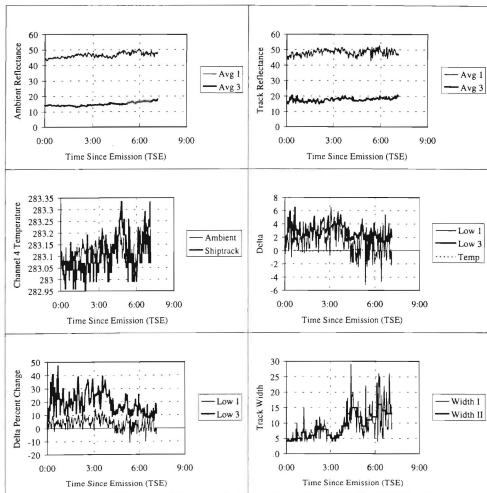 Ambient Reflectance
60
50
40
30
20
10
0
0:00 3:00 6:00 9:00
Time Since Emission (TSE)
Avg 1
Avg 3
Track Reflectance
60
50
40
30
20
10
0
0:00 3:00 6:00 9:00
Time Since Emission (TSE)
Avg 1
Avg 3
Channel 4 Temperature
283.35
283.3
283.25
283.2
283.15
283.1
283.05
283
282.95
0:00 3:00 6:00 9:00
Time Since Emission (TSE)
Ambient
Shiptrack
Delta
8
6
4
2
0
-2
-4
-6
0:00 3:00 6:00 9:00
Time Since Emission (TSE)
Low 1
Low 3
Temp
Delta Percent Change
50
40
30
20
10
0
-10
-20
0:00 3:00 6:00 9:00
Time Since Emission (TSE)
Low 1
Low 3
Track Width
30
25
20
15
10
5
0
0:00 3:00 6:00 9:00
Time Since Emission (TSE)
Width I
Width II